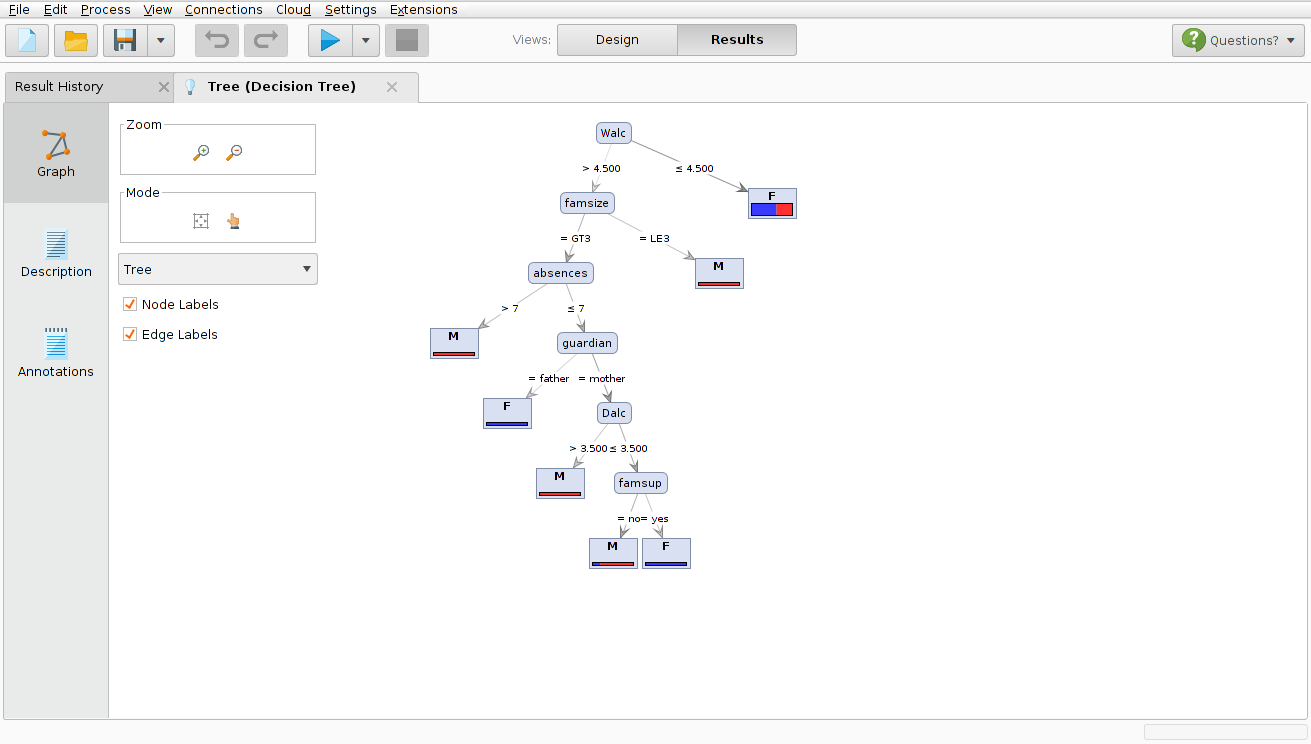 File Edit Process View Connections Cloud Settings Extensions
Views: Design Results Questions?
Result History Tree (Decision Tree)
Graph
Description
Annotations
Zoom
Mode
Tree
Node Labels
Edge Labels
Walc
> 4.500 ≤ 4.500
famsize F
= GT3 = LE3
absences M
> 7 ≤ 7
M guardian
= father = mother
F Dalc
> 3.500 ≤ 3.500
M famsup
= no = yes
M F